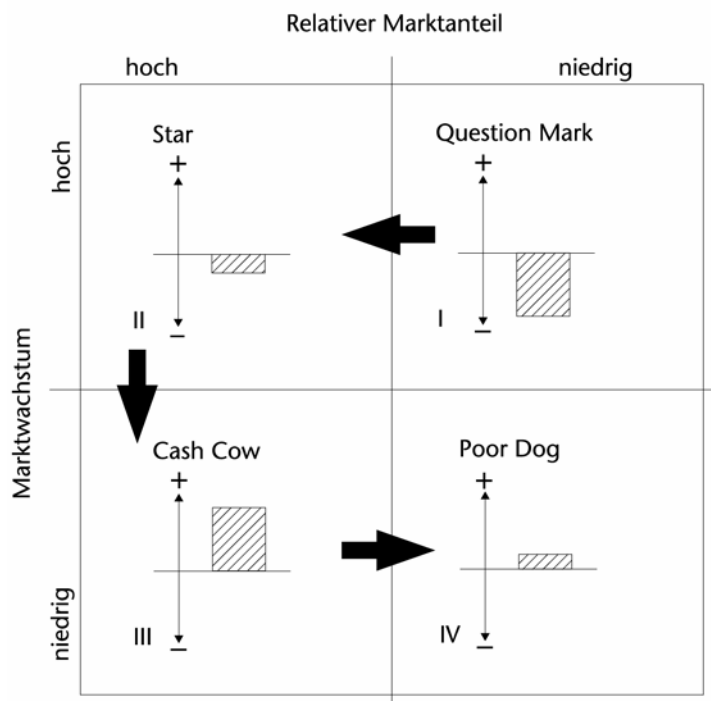 Relativer Marktanteil
hoch
niedrig
Marktwachstum
hoch
niedrig
Star
+
II
–
Question Mark
+
I
–
Cash Cow
+
III
–
Poor Dog
+
IV
–